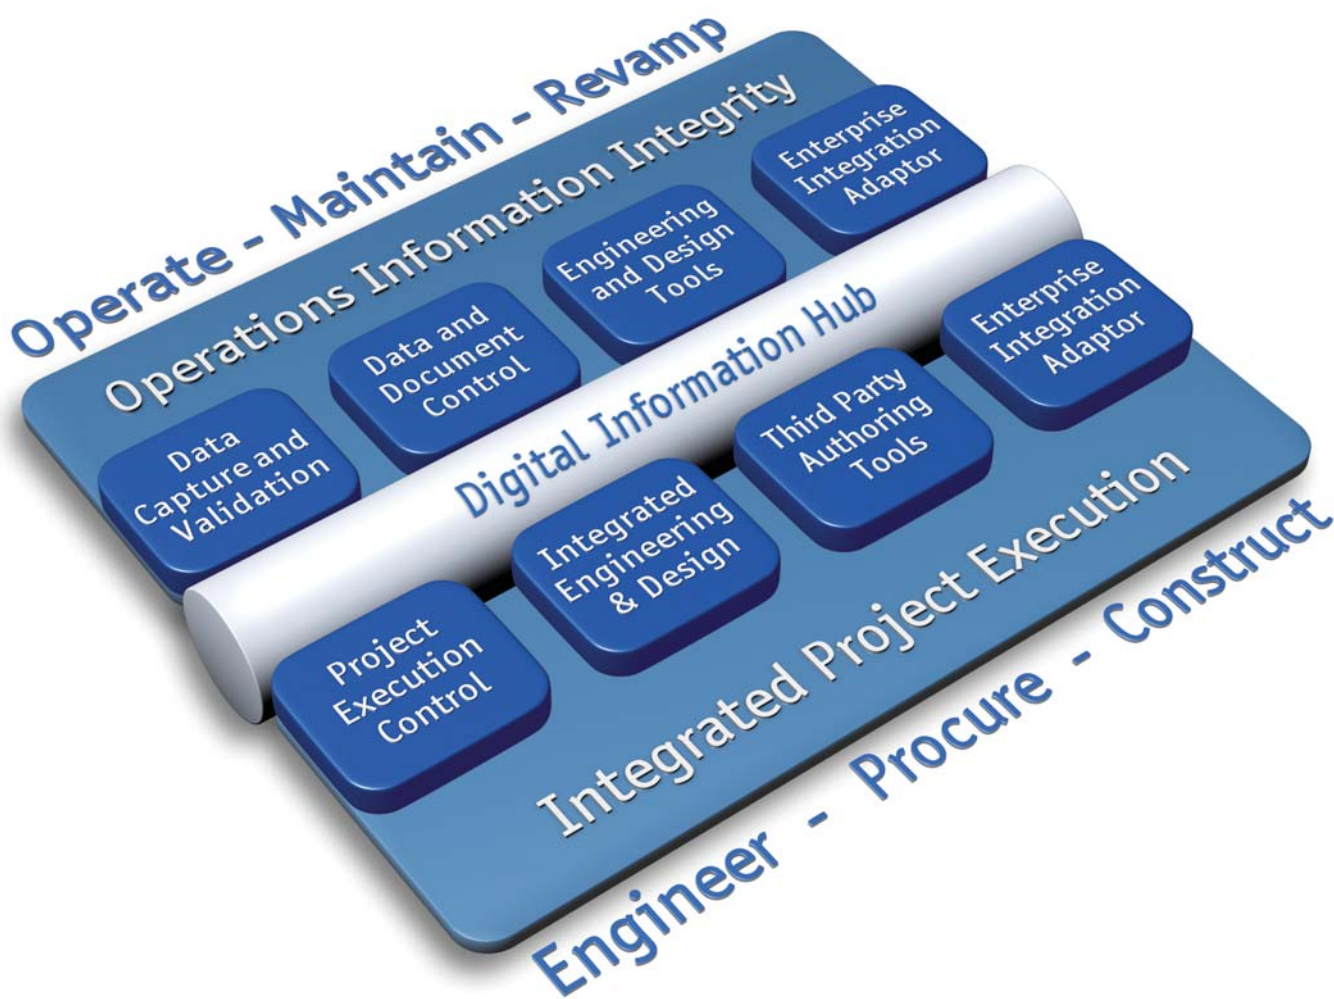 Operate - Maintain - Revamp
Operations Information Integrity
Data
Capture and
Validation
Data and
Document
Control
Engineering
and Design
Tools
Enterprise
Integration
Adaptor
Digital Information Hub
Project
Execution
Control
Integrated
Engineering
& Design
Third Party
Authoring
Tools
Enterprise
Integration
Adaptor
Integrated Project Execution
Engineer - Procure - Construct